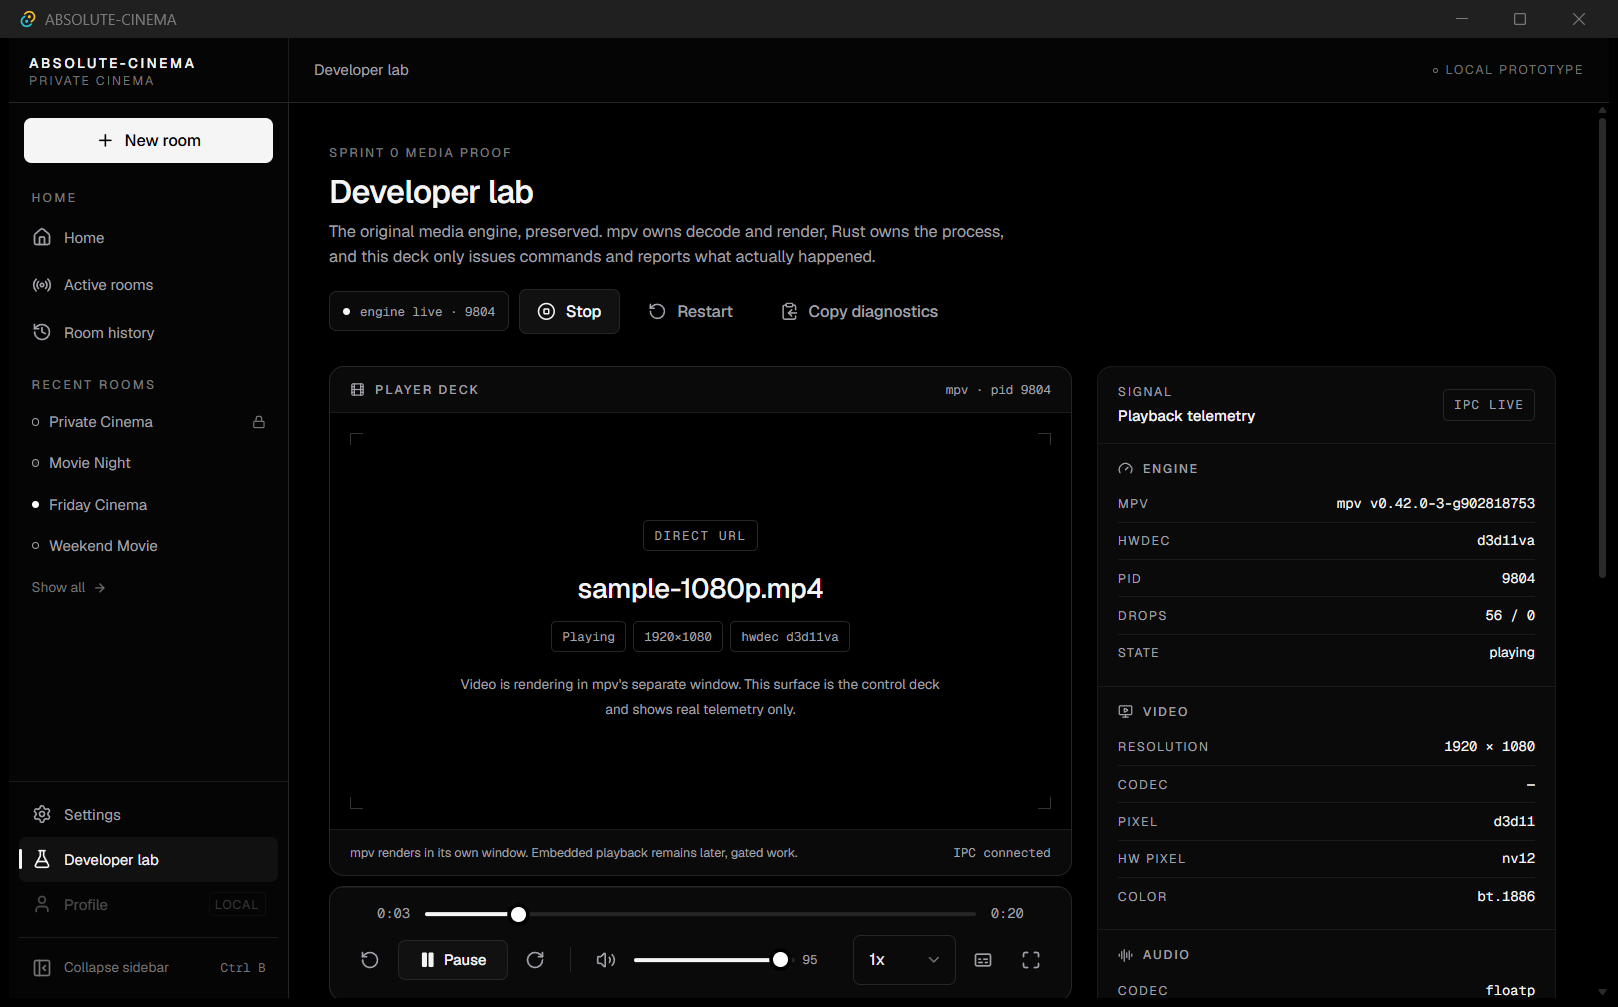 ABSOLUTE-CINEMA
ABSOLUTE-CINEMA
PRIVATE CINEMA
Developer lab
LOCAL PROTOTYPE
New room
HOME
Home
Active rooms
Room history
RECENT ROOMS
Private Cinema
Movie Night
Friday Cinema
Weekend Movie
Show all
Settings
Developer lab
Profile
LOCAL
Collapse sidebar
Ctrl B
SPRINT 0 MEDIA PROOF
Developer lab
The original media engine, preserved. mpv owns decode and render, Rust owns the process,
and this deck only issues commands and reports what actually happened.
engine live · 9804
Stop
Restart
Copy diagnostics
PLAYER DECK
mpv · pid 9804
DIRECT URL
sample-1080p.mp4
Playing
1920×1080
hwdec d3d11va
Video is rendering in mpv's separate window. This surface is the control deck
and shows real telemetry only.
mpv renders in its own window. Embedded playback remains later, gated work.
IPC connected
0:03
0:20
Pause
95
1x
SIGNAL
Playback telemetry
IPC LIVE
ENGINE
MPV
mpv v0.42.0-3-g902818753
HWDEC
d3d11va
PID
9804
DROPS
56 / 0
STATE
playing
VIDEO
RESOLUTION
1920 × 1080
CODEC
—
PIXEL
d3d11
HW PIXEL
nv12
COLOR
bt.1886
AUDIO
CODEC
floatp